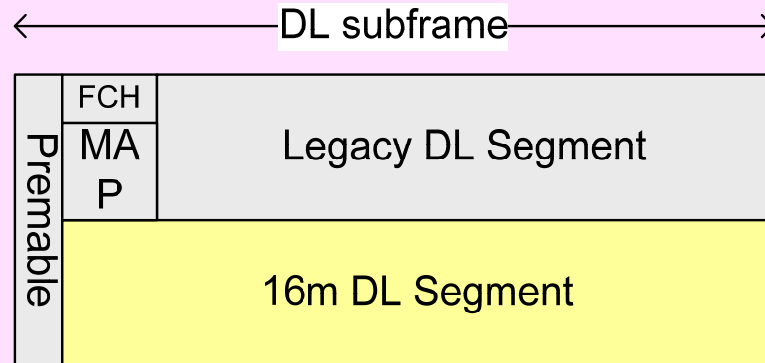 DL subframe
Premable
FCH
MA
P
Legacy DL Segment
16m DL Segment